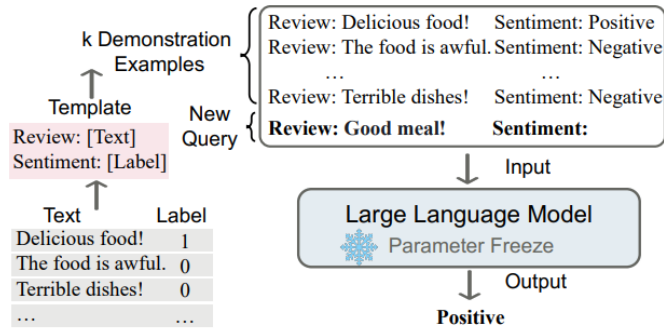 k Demonstration
Examples
Review: Delicious food! Sentiment: Positive
Review: The food is awful. Sentiment: Negative
... ...
Review: Terrible dishes! Sentiment: Negative
New
Query
Review: Good meal! Sentiment:
Template
Review: [Text]
Sentiment: [Label]
Text Label
Delicious food! 1
The food is awful. 0
Terrible dishes! 0
... ...
Input
Large Language Model
Parameter Freeze
Output
Positive